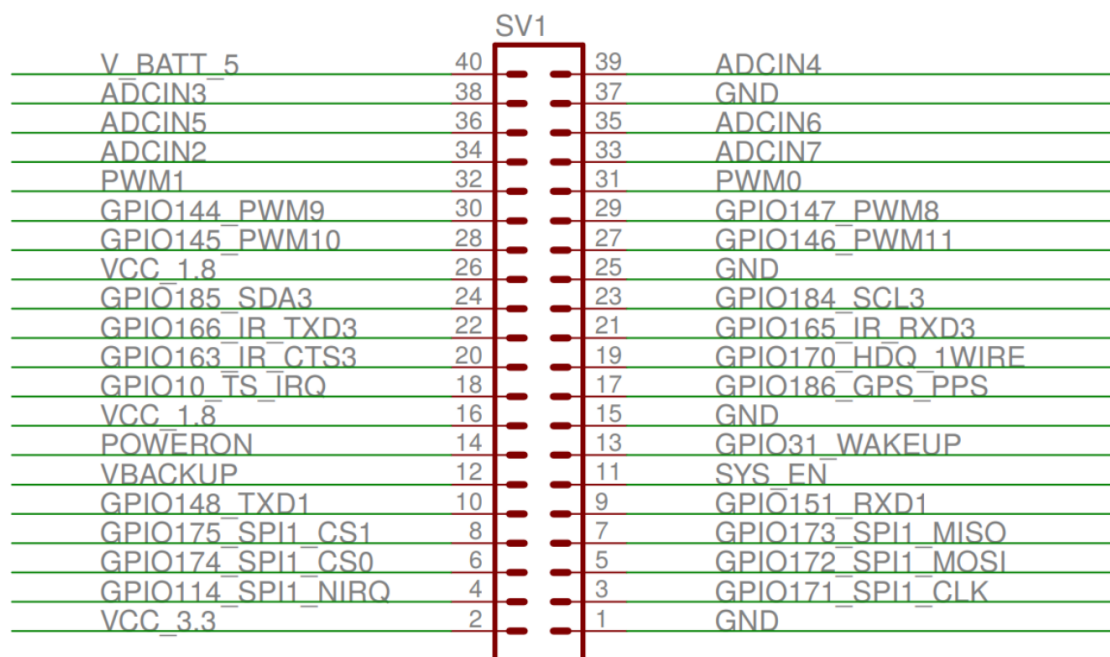 SV1
V_BATT_5 40 39 ADCIN4
ADCIN3 38 37 GND
ADCIN5 36 35 ADCIN6
ADCIN2 34 33 ADCIN7
PWM1 32 31 PWM0
GPIO144_PWM9 30 29 GPIO147_PWM8
GPIO145_PWM10 28 27 GPIO146_PWM11
VCC_1.8 26 25 GND
GPIO185_SDA3 24 23 GPIO184_SCL3
GPIO166_IR_TXD3 22 21 GPIO165_IR_RXD3
GPIO163_IR_CTS3 20 19 GPIO170_HDQ_1WIRE
GPIO10_TS_IRQ 18 17 GPIO186_GPS_PPS
VCC_1.8 16 15 GND
POWERON 14 13 GPIO31_WAKEUP
VBACKUP 12 11 SYS_EN
GPIO148_TXD1 10 9 GPIO151_RXD1
GPIO175_SPI1_CS1 8 7 GPIO173_SPI1_MISO
GPIO174_SPI1_CS0 6 5 GPIO172_SPI1_MOSI
GPIO114_SPI1_NIRQ 4 3 GPIO171_SPI1_CLK
VCC_3.3 2 1 GND